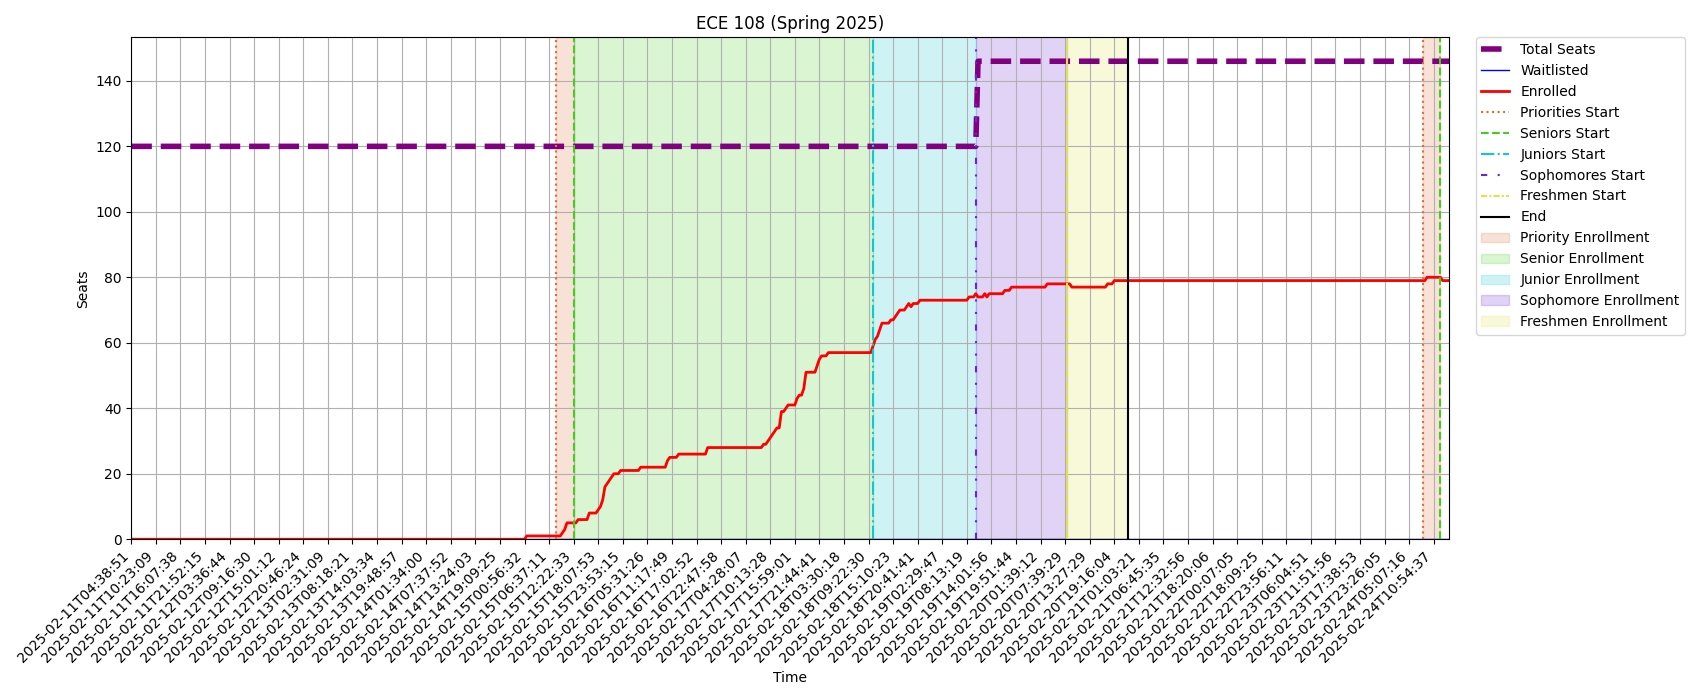 ECE 108 (Spring 2025)
Seats
140
120
100
80
60
40
20
0
2025-02-11T04:38:51
2025-02-11T10:23:09
2025-02-11T16:07:38
2025-02-11T21:52:15
2025-02-12T03:36:44
2025-02-12T09:16:30
2025-02-12T15:01:12
2025-02-12T20:46:24
2025-02-13T02:31:09
2025-02-13T08:18:21
2025-02-13T14:03:34
2025-02-13T19:48:57
2025-02-14T01:34:00
2025-02-14T07:37:52
2025-02-14T13:24:03
2025-02-14T19:09:25
2025-02-15T00:56:32
2025-02-15T06:37:11
2025-02-15T12:22:33
2025-02-15T18:07:53
2025-02-15T23:53:15
2025-02-16T05:31:26
2025-02-16T11:17:49
2025-02-16T17:02:52
2025-02-16T22:47:58
2025-02-17T04:28:07
2025-02-17T10:13:28
2025-02-17T15:59:01
2025-02-17T21:44:41
2025-02-18T03:30:18
2025-02-18T09:22:30
2025-02-18T15:10:23
2025-02-18T20:41:41
2025-02-19T02:29:47
2025-02-19T08:13:19
2025-02-19T14:01:56
2025-02-19T19:51:44
2025-02-20T01:39:12
2025-02-20T07:39:29
2025-02-20T13:27:29
2025-02-20T19:16:04
2025-02-21T01:03:21
2025-02-21T06:45:35
2025-02-21T12:32:56
2025-02-21T18:20:06
2025-02-22T00:07:05
2025-02-22T18:09:25
2025-02-22T23:56:11
2025-02-23T06:04:51
2025-02-23T11:51:56
2025-02-23T17:38:53
2025-02-23T23:26:05
2025-02-24T05:07:16
2025-02-24T10:54:37
Time
Total Seats
Waitlisted
Enrolled
Priorities Start
Seniors Start
Juniors Start
Sophomores Start
Freshmen Start
End
Priority Enrollment
Senior Enrollment
Junior Enrollment
Sophomore Enrollment
Freshmen Enrollment